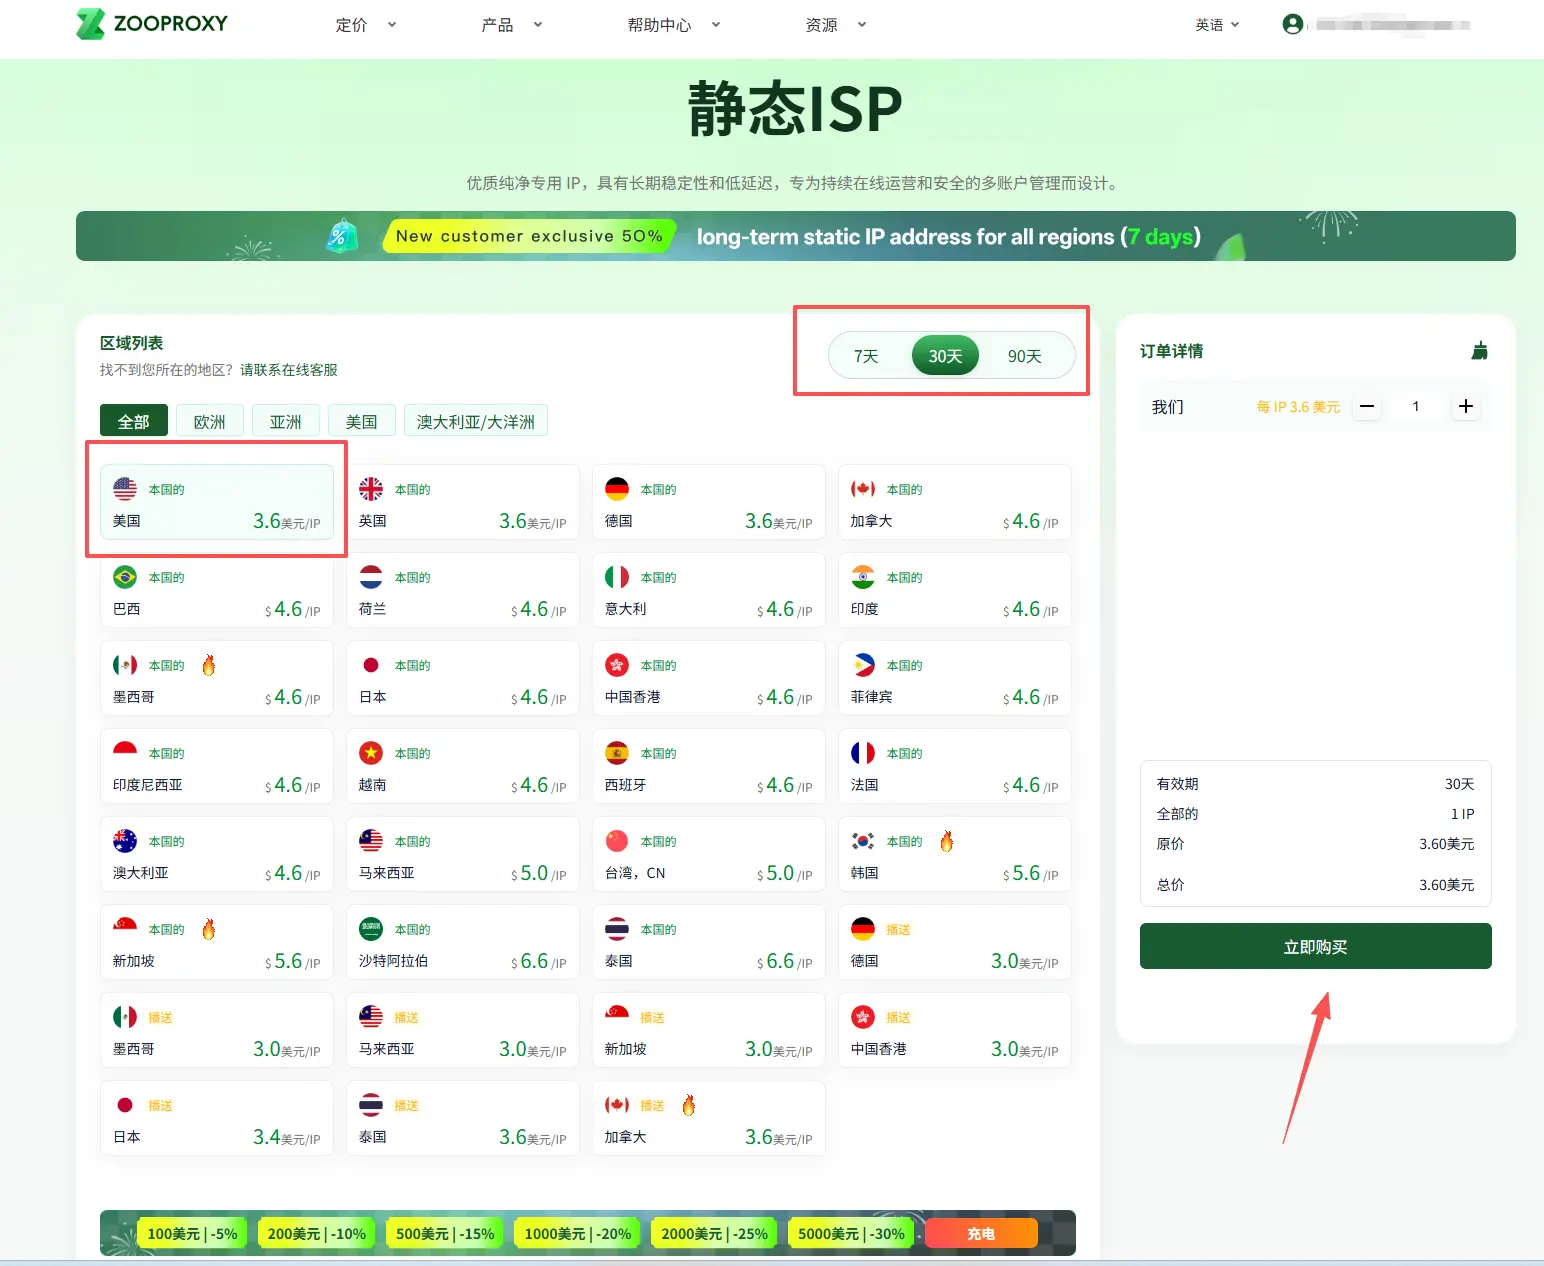 ZOOPROXY
定价
产品
帮助中心
资源
英语
静态ISP
优质纯净专用 IP，具有长期稳定性和低延迟，专为持续在线运营和安全的多账户管理而设计。
New customer exclusive 50%
long-term static IP address for all regions (7 days)
区域列表
找不到您所在的地区？请联系在线客服
7天
30天
90天
全部
欧洲
亚洲
美国
澳大利亚/大洋洲
本国的
美国
3.6美元/IP
本国的
英国
3.6美元/IP
本国的
德国
3.6美元/IP
本国的
加拿大
$ 4.6 /IP
本国的
巴西
$ 4.6 /IP
本国的
荷兰
$ 4.6 /IP
本国的
意大利
$ 4.6 /IP
本国的
印度
$ 4.6 /IP
本国的
墨西哥
$ 4.6 /IP
本国的
日本
$ 4.6 /IP
本国的
中国香港
$ 4.6 /IP
本国的
菲律宾
$ 4.6 /IP
本国的
印度尼西亚
$ 4.6 /IP
本国的
越南
$ 4.6 /IP
本国的
西班牙
$ 4.6 /IP
本国的
法国
$ 4.6 /IP
本国的
澳大利亚
$ 4.6 /IP
本国的
马来西亚
$ 5.0 /IP
本国的
台湾，CN
$ 5.0 /IP
本国的
韩国
$ 5.6 /IP
本国的
新加坡
$ 5.6 /IP
本国的
沙特阿拉伯
$ 6.6 /IP
本国的
泰国
$ 6.6 /IP
播送
德国
3.0美元/IP
播送
墨西哥
3.0美元/IP
播送
马来西亚
3.0美元/IP
播送
新加坡
3.0美元/IP
播送
中国香港
3.0美元/IP
播送
日本
3.4美元/IP
播送
泰国
3.6美元/IP
播送
加拿大
3.6美元/IP
100美元 | -5%
200美元 | -10%
500美元 | -15%
1000美元 | -20%
2000美元 | -25%
5000美元 | -30%
充电
订单详情
我们 每 IP 3.6 美元 − 1 +
有效期 30天
全部的 1 IP
原价 3.60美元
总价 3.60美元
立即购买